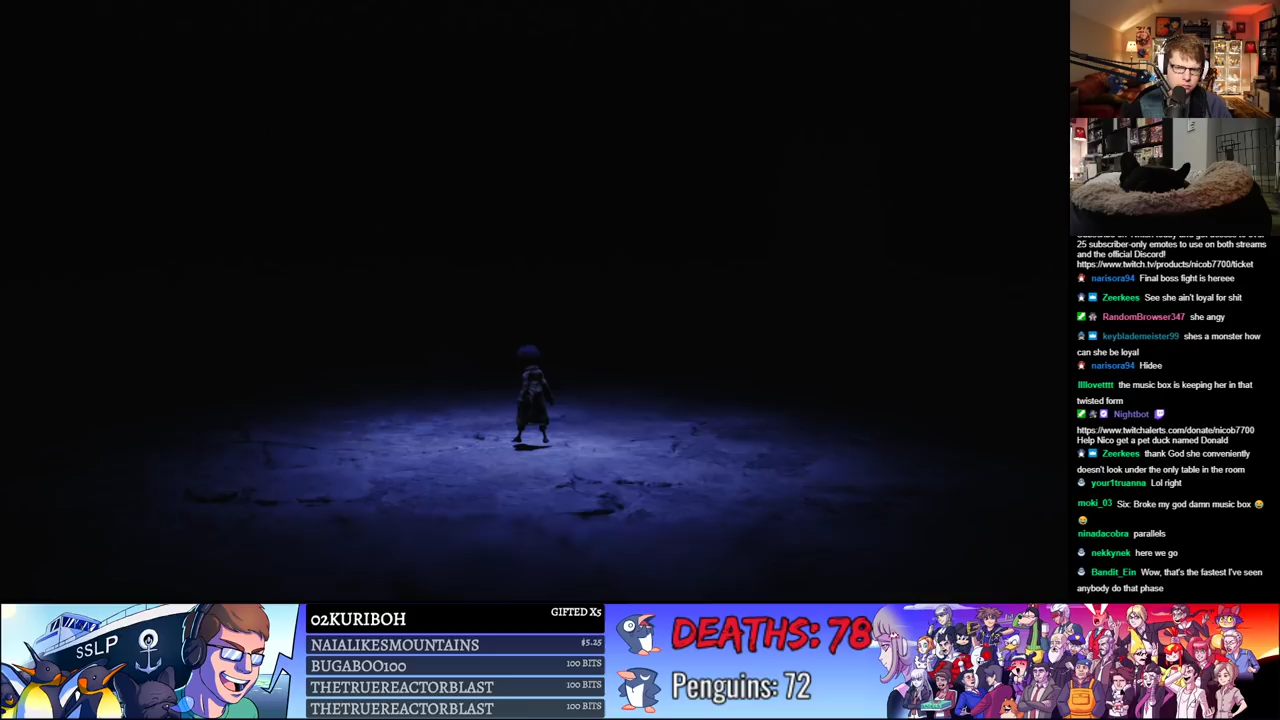 25 subscriber-only emotes to use on both streams
and the official Discord!
https://www.twitch.tv/products/nicob7700/ticket
narisora94 Final boss fight is hereee
Zeerkees See she ain't loyal for shit
RandomBrowser347 she angy
keyblademeister99 shes a monster how
can she be loyal
narisora94 Hidee
llllovetttt the music box is keeping her in that
twisted form
Nightbot
https://www.twitchalerts.com/donate/nicob7700
Help Nico get a pet duck named Donald
Zeerkees thank God she conveniently
doesn't look under the only table in the room
your1truanna Lol right
moki_03 Six: Broke my god damn music box 😂
😂
ninadacobra parallels
nekkynek here we go
Bandit_Ein Wow, that's the fastest I've seen
anybody do that phase
SSLP
02KURIBOH GIFTED X5
NAIALIKESMOUNTAINS $5.25
BUGABOO100 100 BITS
THETRUEREACTORBLAST 100 BITS
THETRUEREACTORBLAST 100 BITS
DEATHS: 78
Penguins: 72